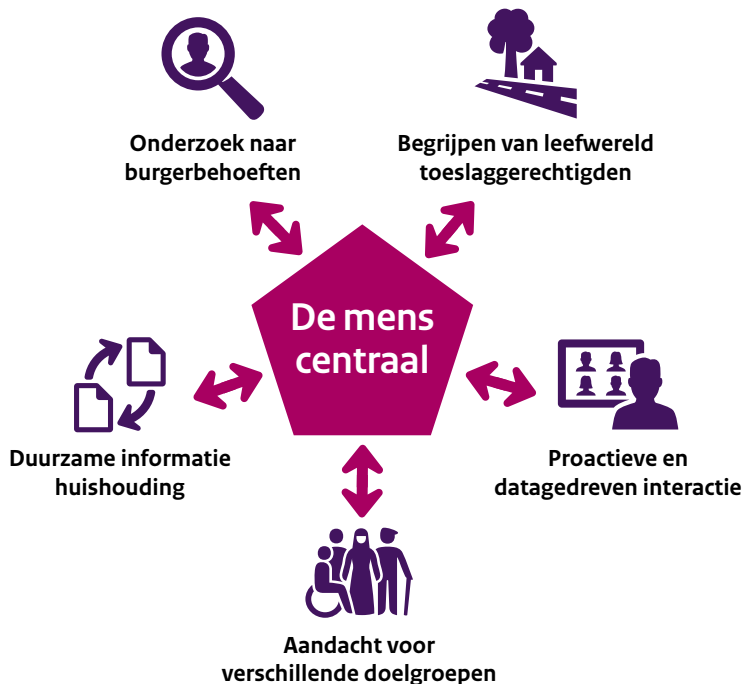 Onderzoek naar
burgerbehoeften
Begrijpen van leefwereld
toeslaggerechtigden
De mens
centraal
Duurzame informatie
huishouding
Proactieve en
datagedreven interactie
Aandacht voor
verschillende doelgroepen